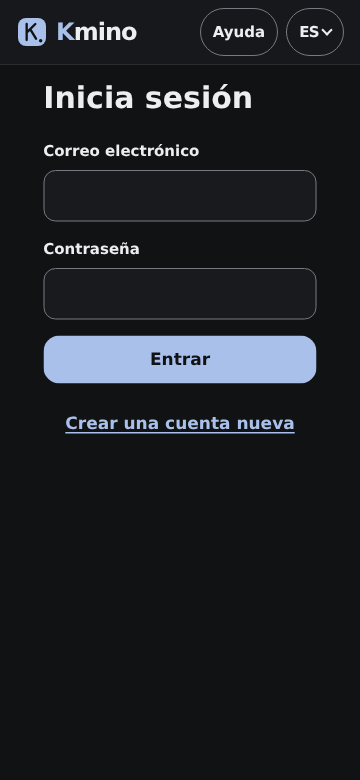 K. Kmino Ayuda ES
Inicia sesión
Correo electrónico
Contraseña
Entrar
Crear una cuenta nueva